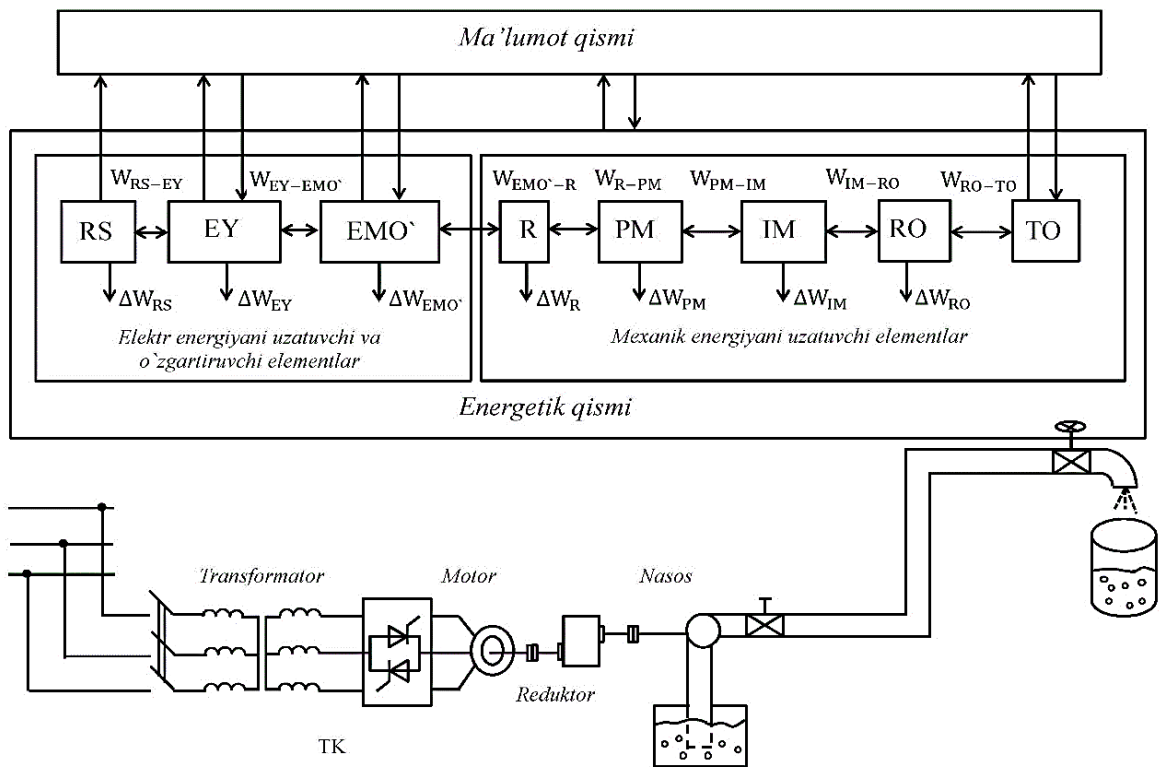 Ma’lumot qismi
W_RS–EY W_EY–EMO` W_EMO`–R W_R–PM W_PM–IM W_IM–RO W_RO–TO
RS EY EMO` R PM IM RO TO
ΔW_RS ΔW_EY ΔW_EMO` ΔW_R ΔW_PM ΔW_IM ΔW_RO
Elektr energiyani uzatuvchi va
o`zgartiruvchi elementlar
Mexanik energiyani uzatuvchi elementlar
Energetik qismi
Transformator Motor Nasos
Reduktor
TK